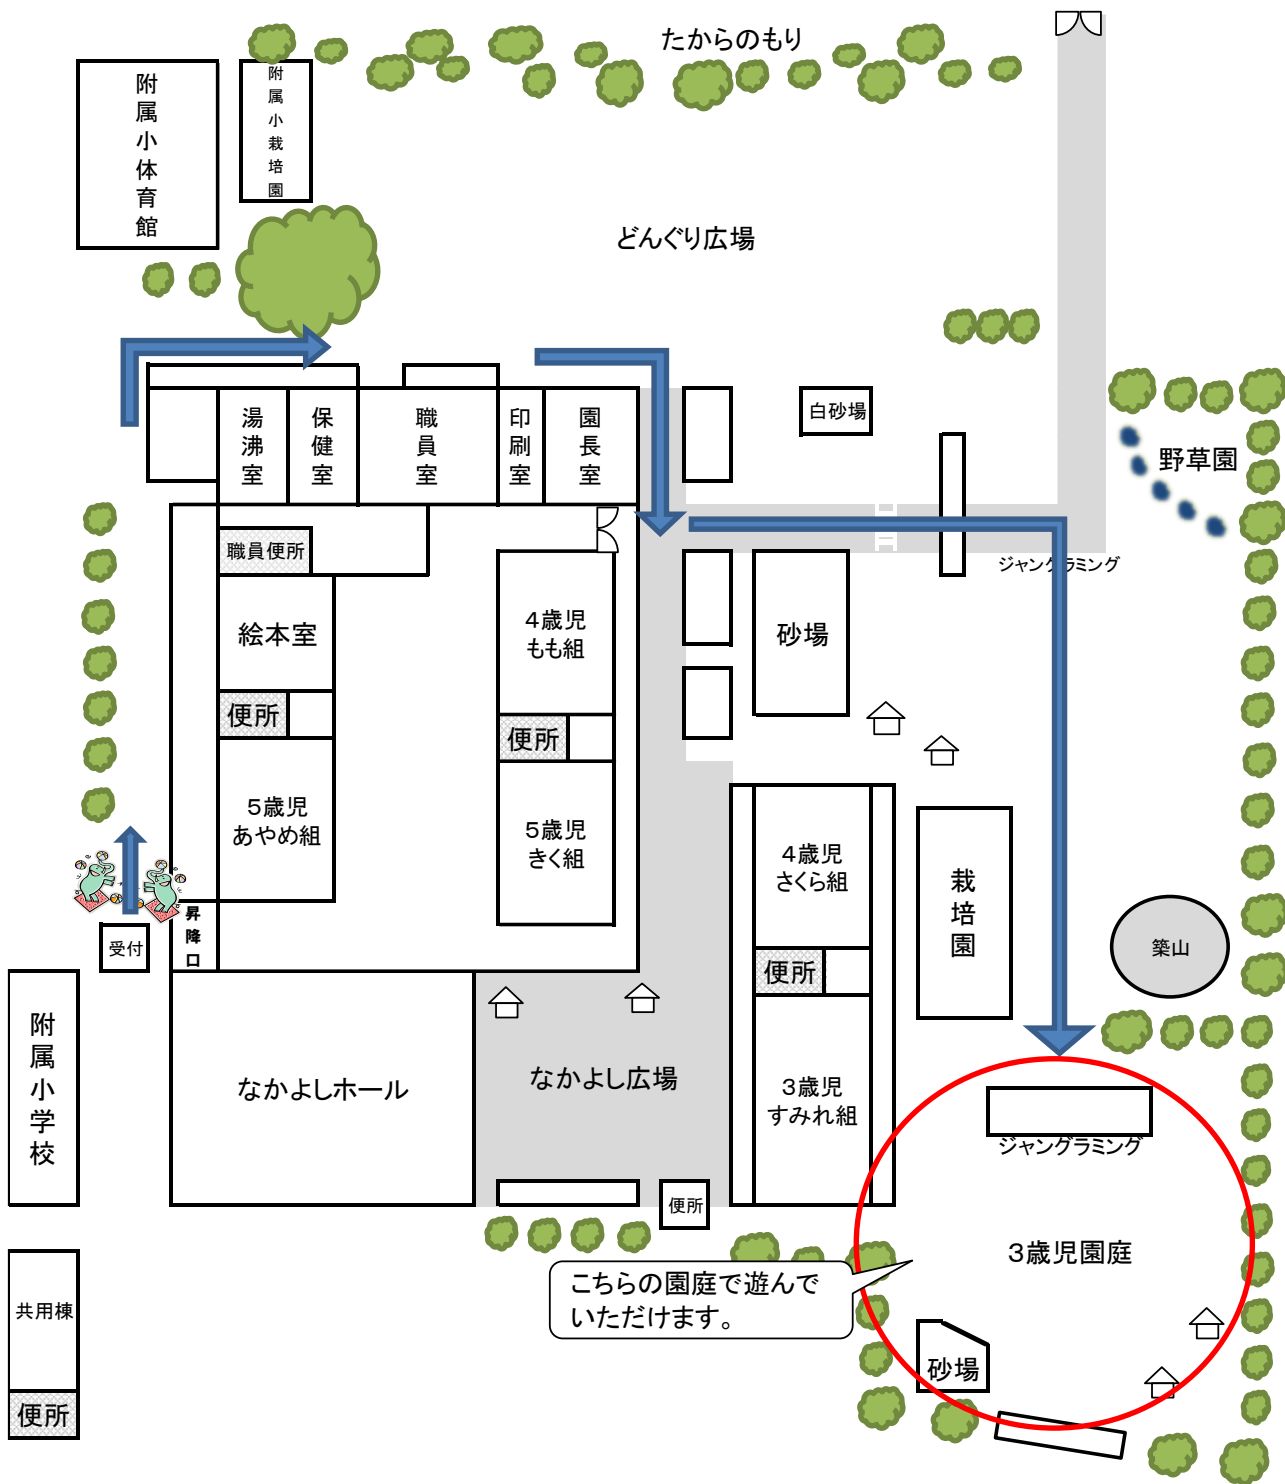 たからのもり
附属小体育館
附属小栽培園
どんぐり広場
湯沸室
保健室
職員室
印刷室
園長室
白砂場
野草園
職員便所
ジャングラミング
絵本室
4歳児
もも組
砂場
便所
便所
5歳児
あやめ組
5歳児
きく組
4歳児
さくら組
栽培園
昇降口
受付
築山
便所
附属小学校
なかよしホール
なかよし広場
3歳児
すみれ組
ジャングラミング
便所
3歳児園庭
こちらの園庭で遊んで
いただけます。
共用棟
砂場
便所